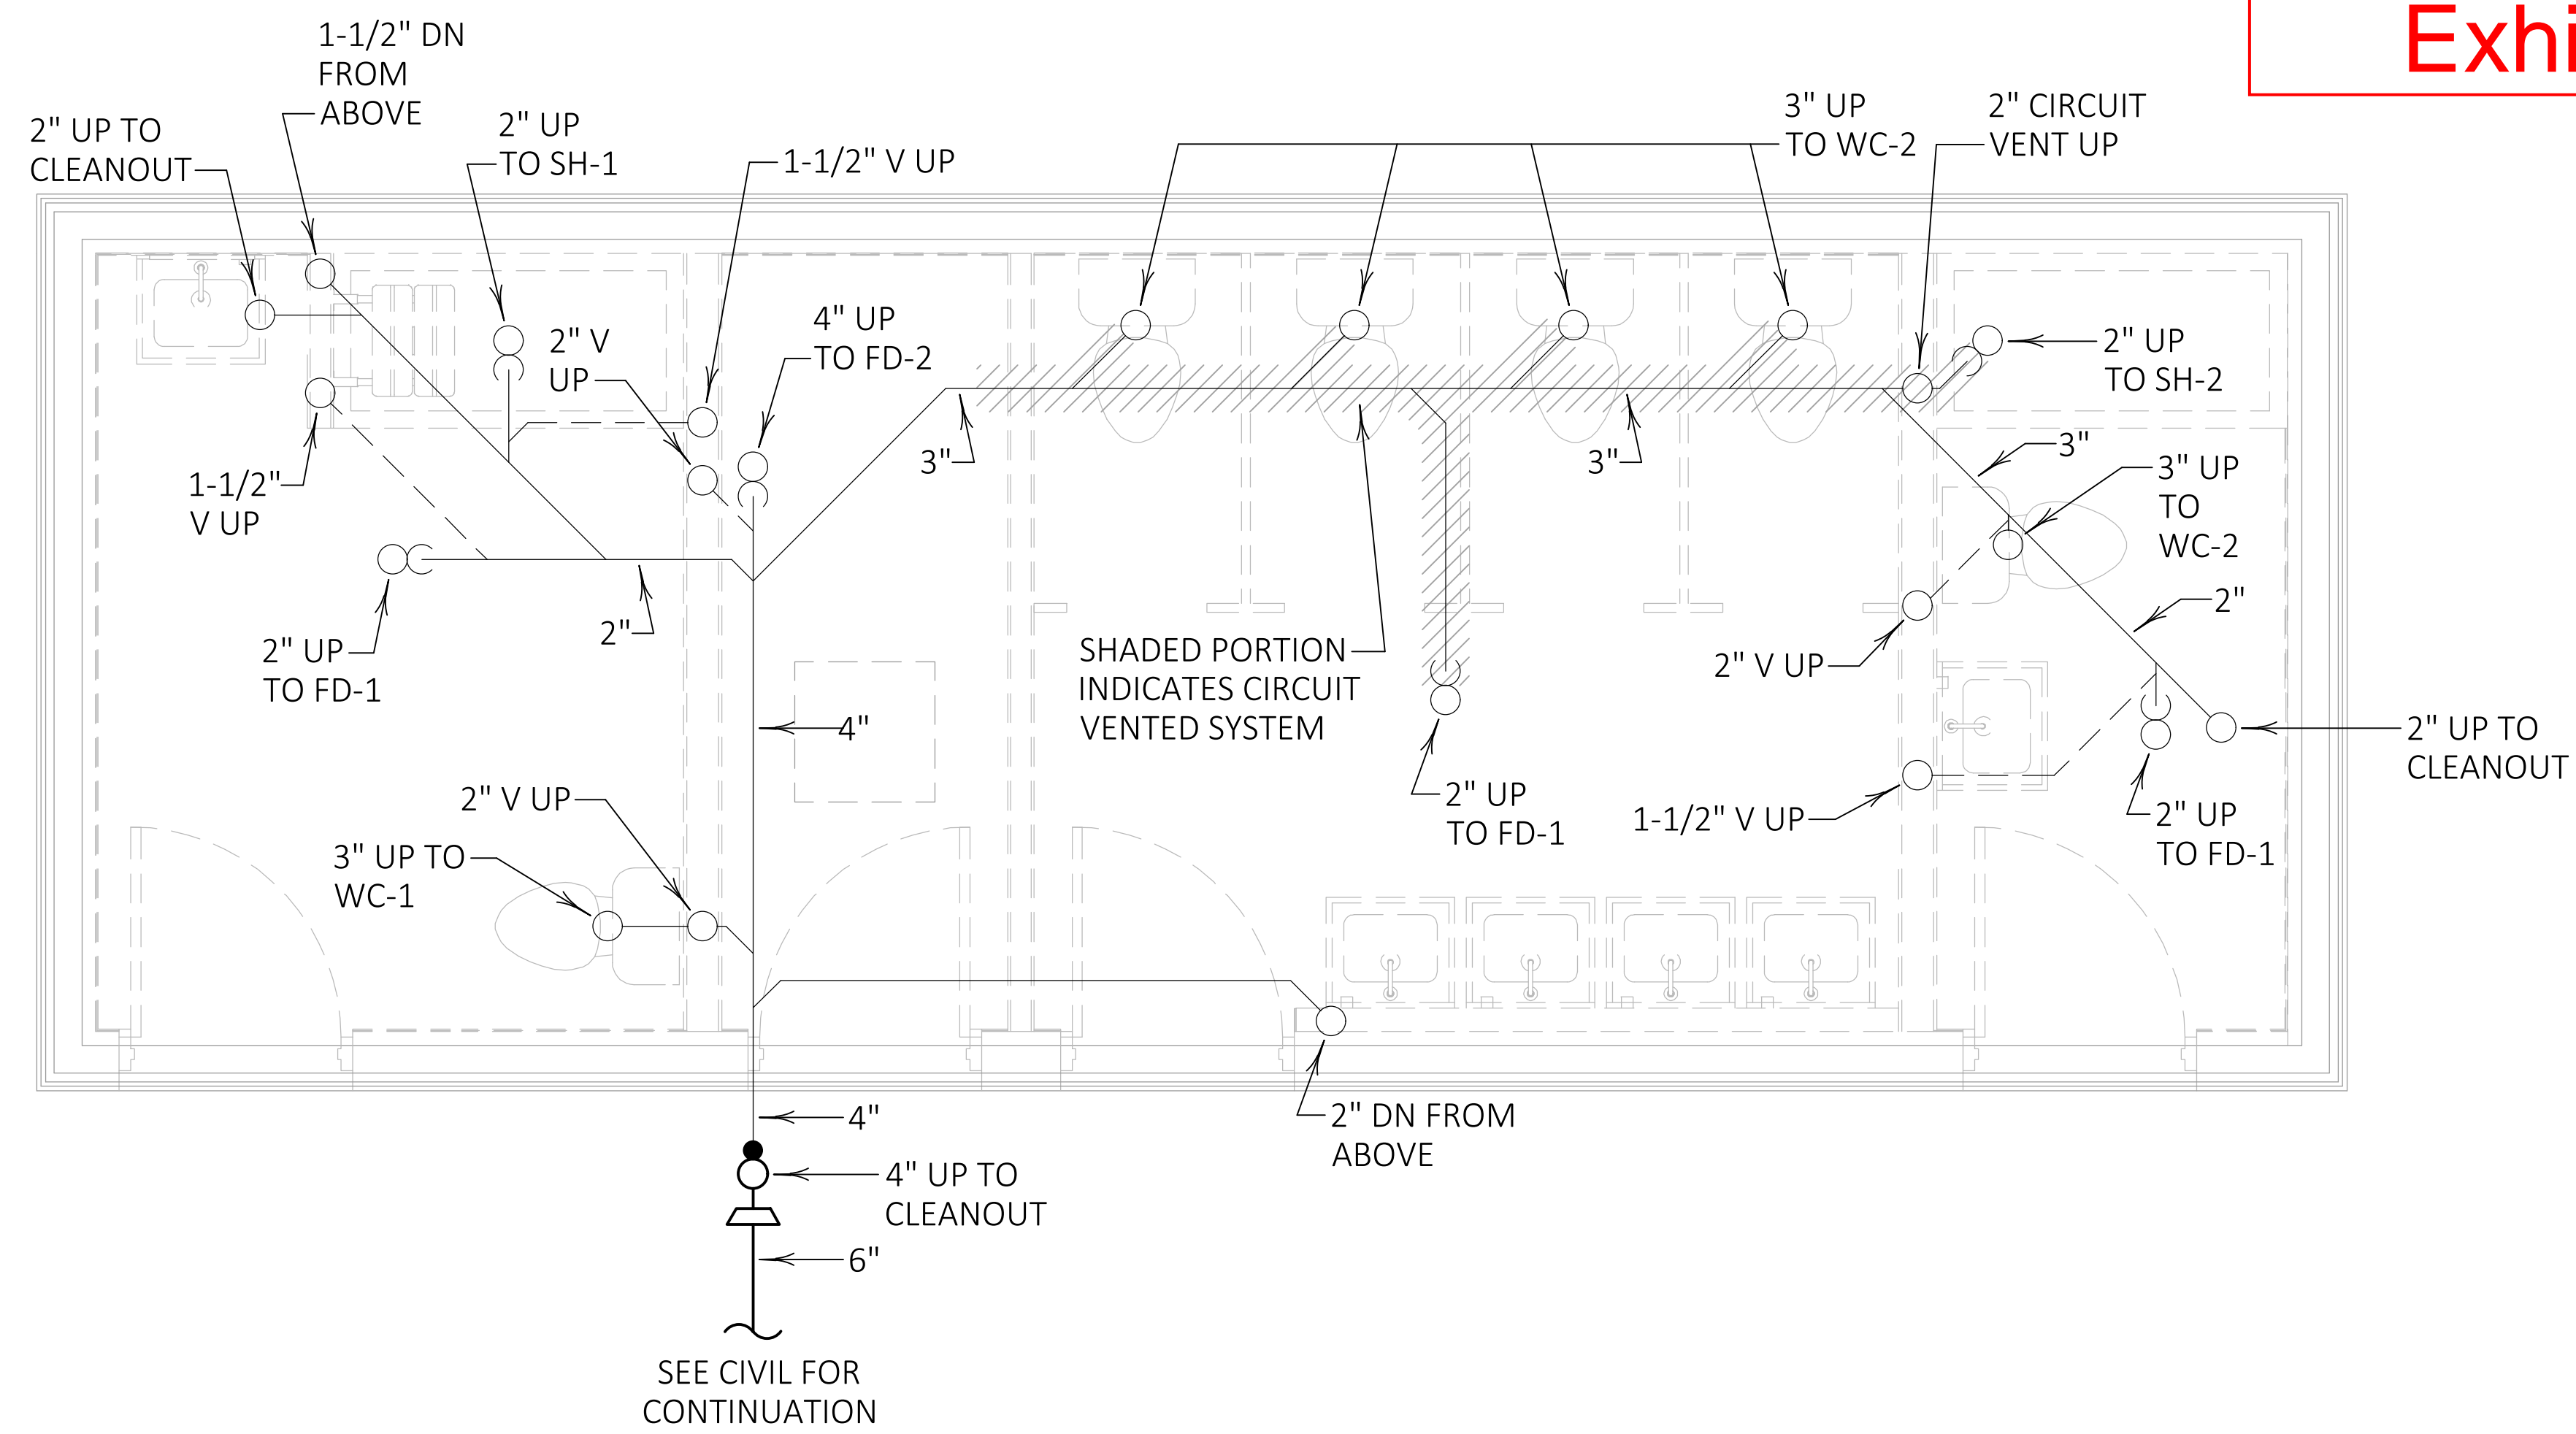 Exhi
1-1/2" DN
FROM
ABOVE
2" UP TO
CLEANOUT
2" UP
TO SH-1
1-1/2" V UP
3" UP
TO WC-2
2" CIRCUIT
VENT UP
2" V
UP
4" UP
TO FD-2
2" UP
TO SH-2
1-1/2"
V UP
3"
3"
3"
3" UP
TO
WC-2
2" UP
TO FD-1
2"
SHADED PORTION
INDICATES CIRCUIT
VENTED SYSTEM
2" V UP
2"
4"
2" UP TO
CLEANOUT
2" V UP
3" UP TO
WC-1
2" UP
TO FD-1
1-1/2" V UP
2" UP
TO FD-1
4"
2" DN FROM
ABOVE
4" UP TO
CLEANOUT
6"
SEE CIVIL FOR
CONTINUATION